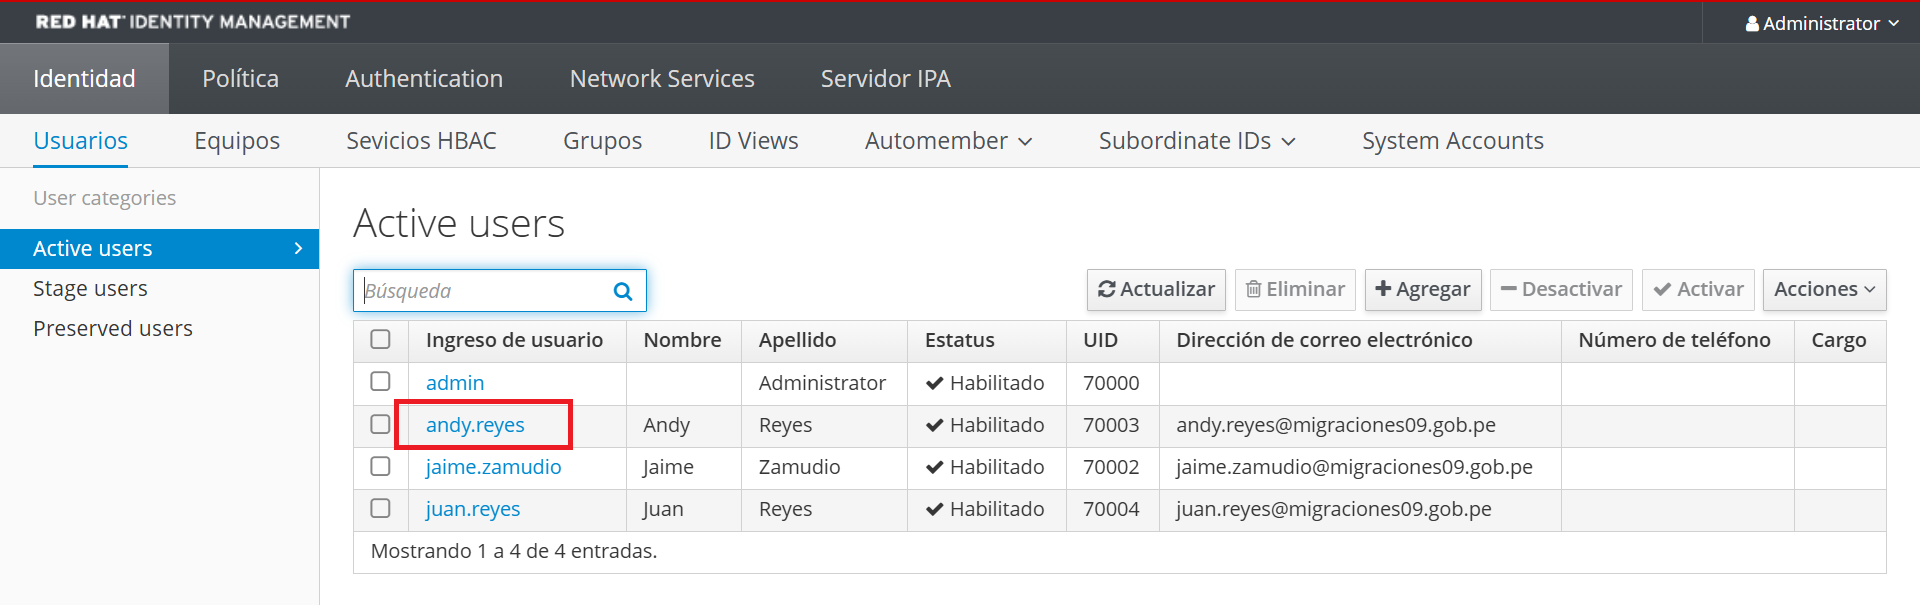 RED HAT IDENTITY MANAGEMENT
Administrator
Identidad Política Authentication Network Services Servidor IPA
Usuarios Equipos Sevicios HBAC Grupos ID Views Automember Subordinate IDs System Accounts
User categories
Active users
Stage users
Preserved users
Active users
Búsqueda
Actualizar Eliminar Agregar Desactivar Activar Acciones
Ingreso de usuario Nombre Apellido Estatus UID Dirección de correo electrónico Número de teléfono Cargo
admin Administrator Habilitado 70000
andy.reyes Andy Reyes Habilitado 70003 andy.reyes@migraciones09.gob.pe
jaime.zamudio Jaime Zamudio Habilitado 70002 jaime.zamudio@migraciones09.gob.pe
juan.reyes Juan Reyes Habilitado 70004 juan.reyes@migraciones09.gob.pe
Mostrando 1 a 4 de 4 entradas.